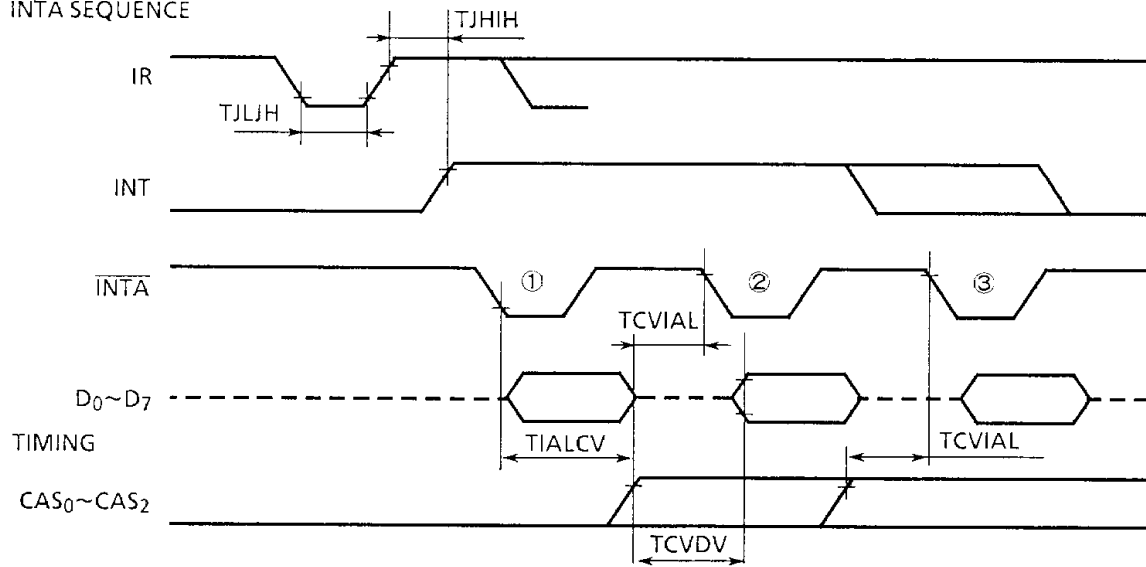 INTA SEQUENCE
TJHIH
IR
TJLJH
INT
INTA
①
②
③
TCVIAL
D0~D7
TIMING
TIALCV
TCVIAL
CAS0~CAS2
TCVDV